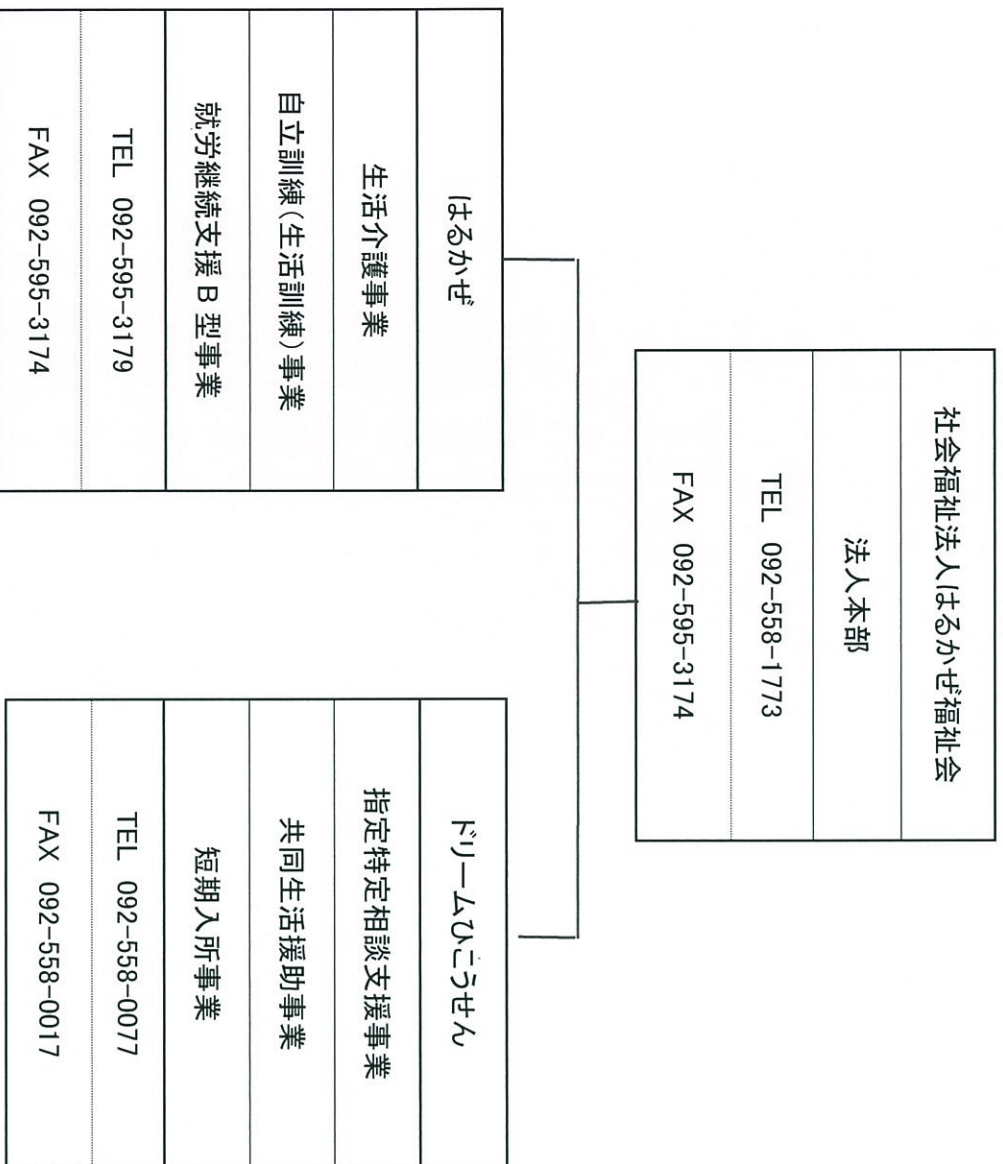 社会福祉法人はるかぜ福祉会
法人本部
TEL 092-558-1773
FAX 092-595-3174
はるかぜ
生活介護事業
自立訓練(生活訓練)事業
就労継続支援 B 型事業
TEL 092-595-3179
FAX 092-595-3174
ドリームひこうせん
指定特定相談支援事業
共同生活援助事業
短期入所事業
TEL 092-558-0077
FAX 092-558-0017